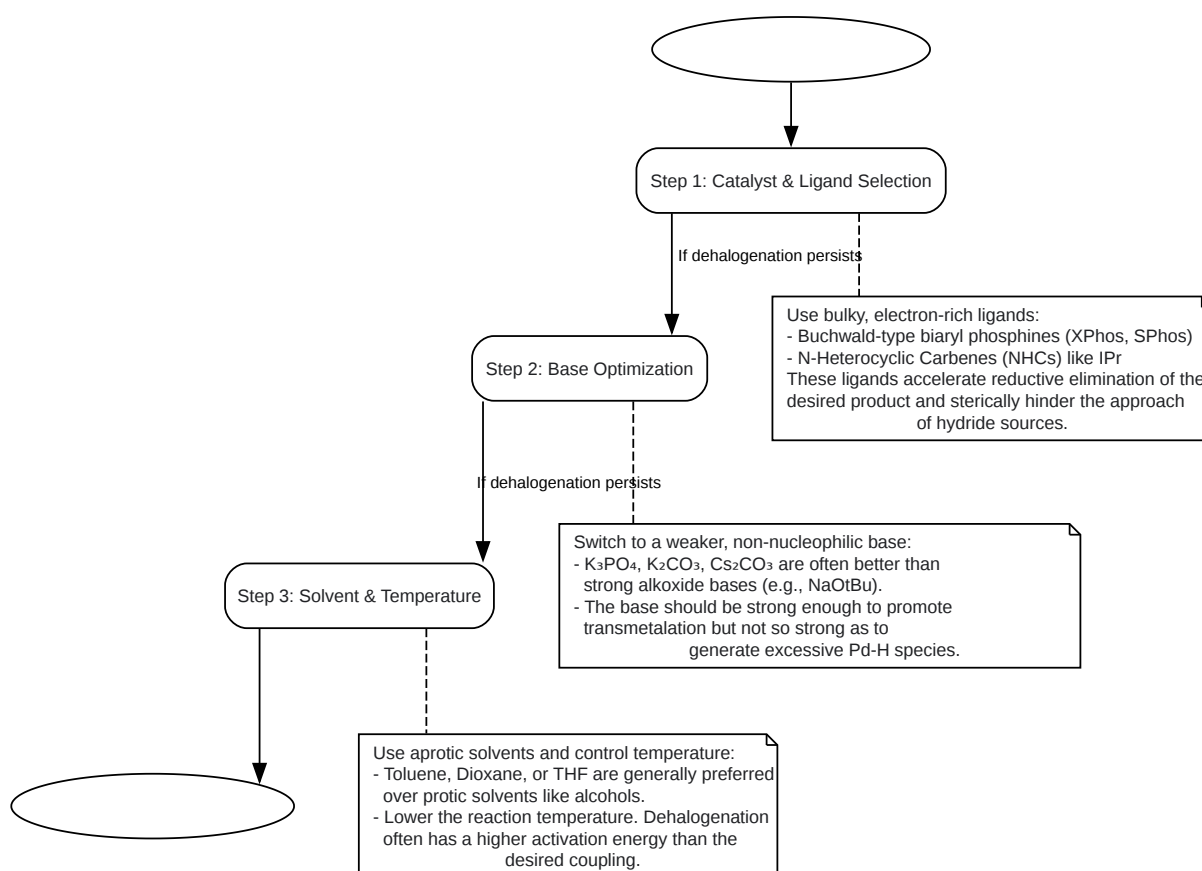 Step 1: Catalyst & Ligand Selection
If dehalogenation persists
Use bulky, electron-rich ligands:
- Buchwald-type biaryl phosphines (XPhos, SPhos)
- N-Heterocyclic Carbenes (NHCs) like IPr
These ligands accelerate reductive elimination of the
desired product and sterically hinder the approach
of hydride sources.
Step 2: Base Optimization
If dehalogenation persists
Switch to a weaker, non-nucleophilic base:
- K₃PO₄, K₂CO₃, Cs₂CO₃ are often better than
strong alkoxide bases (e.g., NaOtBu).
- The base should be strong enough to promote
transmetalation but not so strong as to
generate excessive Pd-H species.
Step 3: Solvent & Temperature
Use aprotic solvents and control temperature:
- Toluene, Dioxane, or THF are generally preferred
over protic solvents like alcohols.
- Lower the reaction temperature. Dehalogenation
often has a higher activation energy than the
desired coupling.